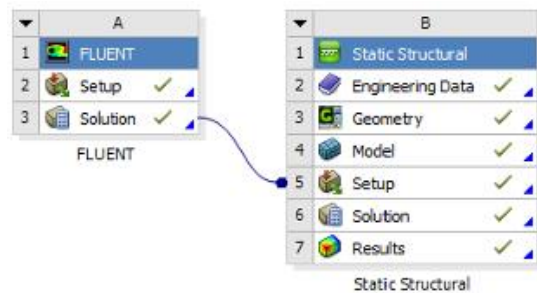 A
1 FLUENT
2 Setup
3 Solution
FLUENT
B
1 Static Structural
2 Engineering Data
3 Geometry
4 Model
5 Setup
6 Solution
7 Results
Static Structural